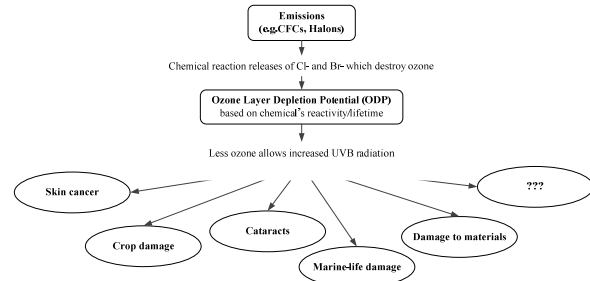 Emissions
(e.g.CFCs, Halons)
Chemical reaction releases of Cl- and Br- which destroy ozone
Ozone Layer Depletion Potential (ODP)
based on chemical's reactivity/lifetime
Less ozone allows increased UVB radiation
Skin cancer
Crop damage
Cataracts
Marine-life damage
Damage to materials
???